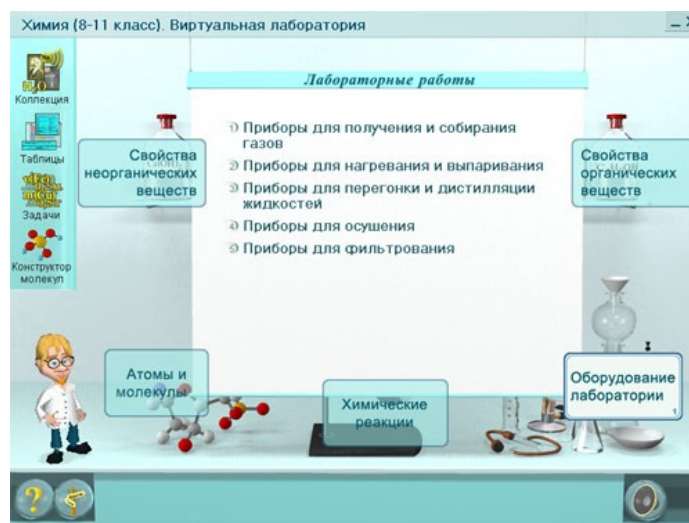 Химия (8-11 класс). Виртуальная лаборатория
Коллекция
Таблицы
Задачи
Конструктор
молекул
Лабораторные работы
Приборы для получения и собирания
газов
Приборы для нагревания и выпаривания
Приборы для перегонки и дистилляции
жидкостей
Приборы для осушения
Приборы для фильтрования
Свойства
неорганических
веществ
Свойства
органических
веществ
Атомы и
молекулы
Химические
реакции
Оборудование
лаборатории
1
H₂O
?